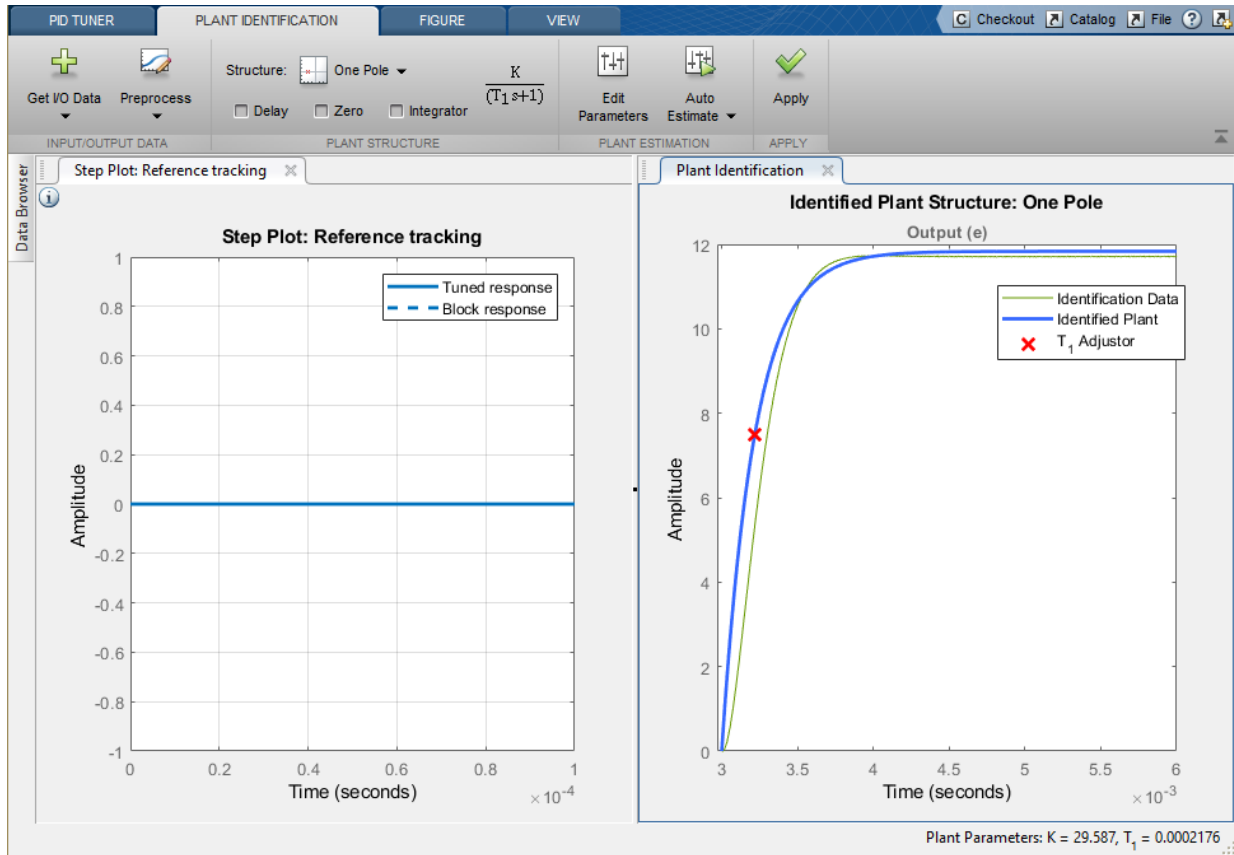 PID TUNER PLANT IDENTIFICATION FIGURE VIEW C Checkout Catalog File ?
Get I/O Data Preprocess
INPUT/OUTPUT DATA
Structure: One Pole
Delay Zero Integrator
K
(T1s+1)
PLANT STRUCTURE
Edit Parameters
Auto Estimate
PLANT ESTIMATION
Apply
APPLY
Data Browser
Step Plot: Reference tracking
Step Plot: Reference tracking
Tuned response
Block response
Amplitude
1
0.8
0.6
0.4
0.2
0
-0.2
-0.4
-0.6
-0.8
-1
0 0.2 0.4 0.6 0.8 1
Time (seconds) × 10-4
Plant Identification
Identified Plant Structure: One Pole
Output (e)
Identification Data
Identified Plant
T1 Adjustor
Amplitude
12
10
8
6
4
2
0
3 3.5 4 4.5 5 5.5 6
Time (seconds) × 10-3
Plant Parameters: K = 29.587, T1 = 0.0002176